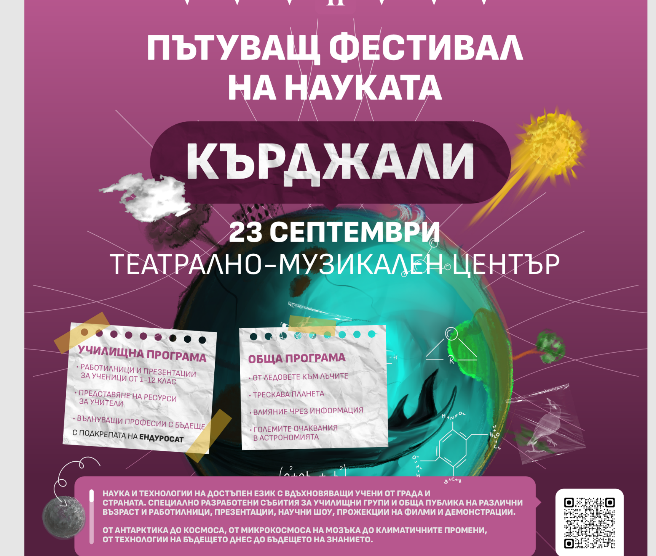 ПЪТУВАЩ ФЕСТИВАЛ
НА НАУКАТА
КЪРДЖАЛИ
23 СЕПТЕМВРИ
ТЕАТРАЛНО-МУЗИКАЛЕН ЦЕНТЪР
УЧИЛИЩНА ПРОГРАМА
· РАБОТИЛНИЦИ И ПРЕЗЕНТАЦИИ
ЗА УЧЕНИЦИ ОТ 1-12 КЛАС
· ПРЕДСТАВЯНЕ НА РЕСУРСИ
ЗА УЧИТЕЛИ
· ВЪЛНУВАЩИ ПРОФЕСИИ С БЪДЕЩЕ
С ПОДКРЕПАТА НА ЕНДУРОСАТ
ОБЩА ПРОГРАМА
· ОТ ЛЕДОВЕТЕ КЪМ ЛЪЧИТЕ
· ТРЕСКАВА ПЛАНЕТА
· ВЛИЯНИЕ ЧРЕЗ ИНФОРМАЦИЯ
· ГОЛЕМИТЕ ОЧАКВАНИЯ
В АСТРОНОМИЯТА
НАУКА И ТЕХНОЛОГИИ НА ДОСТЪПЕН ЕЗИК С ВДЪХНОВЯВАЩИ УЧЕНИ ОТ ГРАДА И
СТРАНАТА. СПЕЦИАЛНО РАЗРАБОТЕНИ СЪБИТИЯ ЗА УЧИЛИЩНИ ГРУПИ И ОБЩА ПУБЛИКА НА РАЗЛИЧНИ
ВЪЗРАСТ И РАБОТИЛНИЦИ, ПРЕЗЕНТАЦИИ, НАУЧНИ ШОУ, ПРОЖЕКЦИИ НА ФИЛМИ И ДЕМОНСТРАЦИИ.
ОТ АНТАРКТИКА ДО КОСМОСА, ОТ МИКРОКОСМОСА НА МОЗЪКА ДО КЛИМАТИЧНИТЕ ПРОМЕНИ,
ОТ ТЕХНОЛОГИИ НА БЪДЕЩЕТО ДНЕС ДО БЪДЕЩЕТО НА ЗНАНИЕТО.